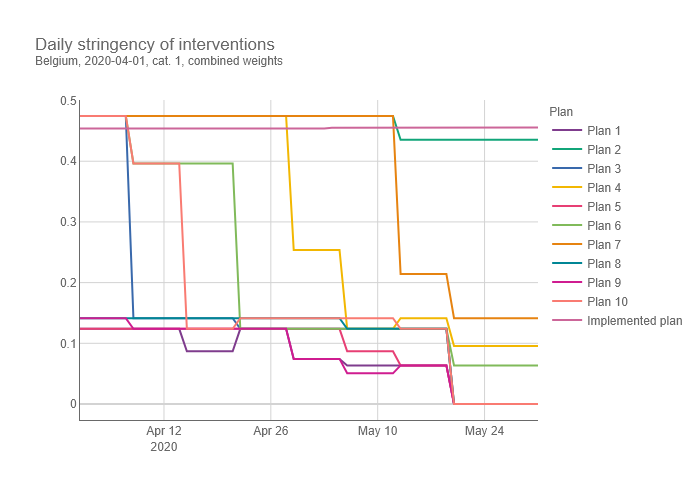 Daily stringency of interventions
Belgium, 2020-04-01, cat. 1, combined weights
0.5
0.4
0.3
0.2
0.1
0
Apr 12
2020
Apr 26
May 10
May 24
Plan
Plan 1
Plan 2
Plan 3
Plan 4
Plan 5
Plan 6
Plan 7
Plan 8
Plan 9
Plan 10
Implemented plan